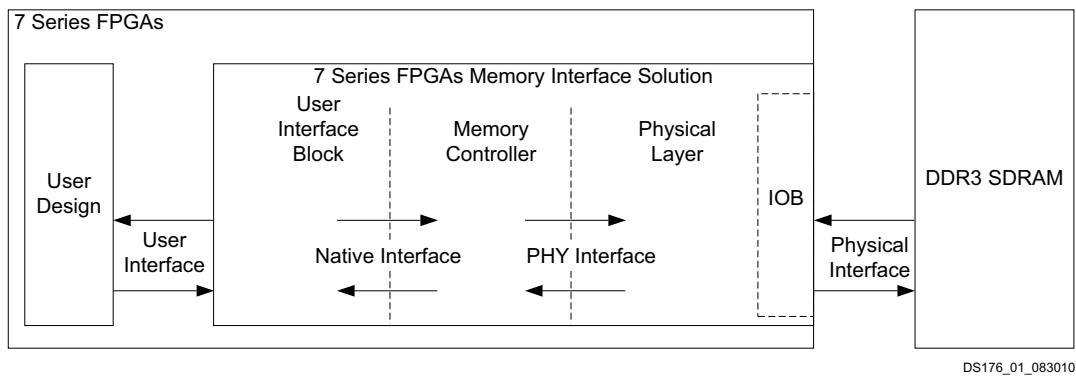 7 Series FPGAs
7 Series FPGAs Memory Interface Solution
User
Interface
Block
Memory
Controller
Physical
Layer
User
Design
IOB
DDR3 SDRAM
User
Interface
Native Interface
PHY Interface
Physical
Interface
DS176_01_083010